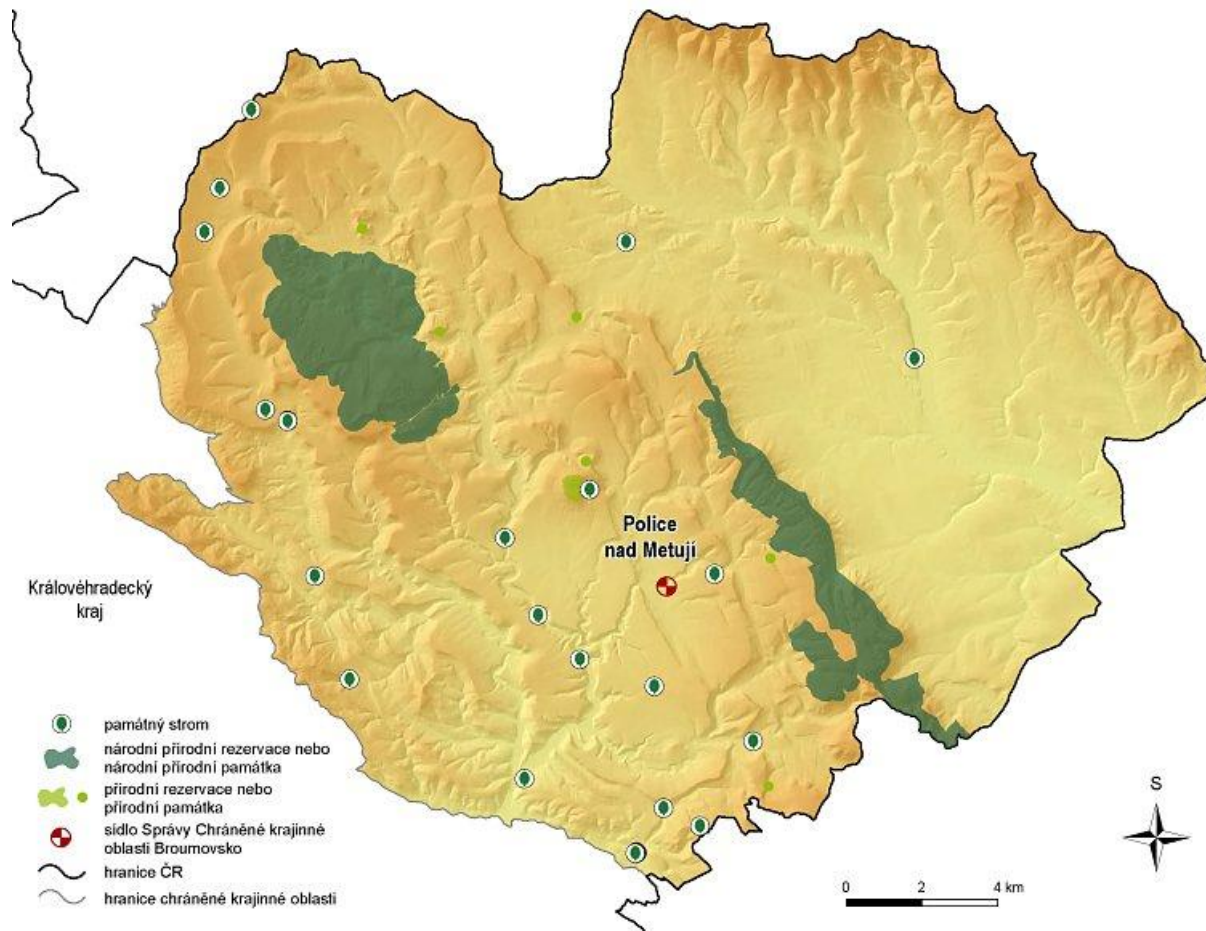 Police
nad Metují
Královéhradecký
kraj
památný strom
národní přírodní rezervace nebo
národní přírodní památka
přírodní rezervace nebo
přírodní památka
sídlo Správy Chráněné krajinné
oblasti Broumovsko
hranice ČR
hranice chráněné krajinné oblasti
S
0 2 4 km